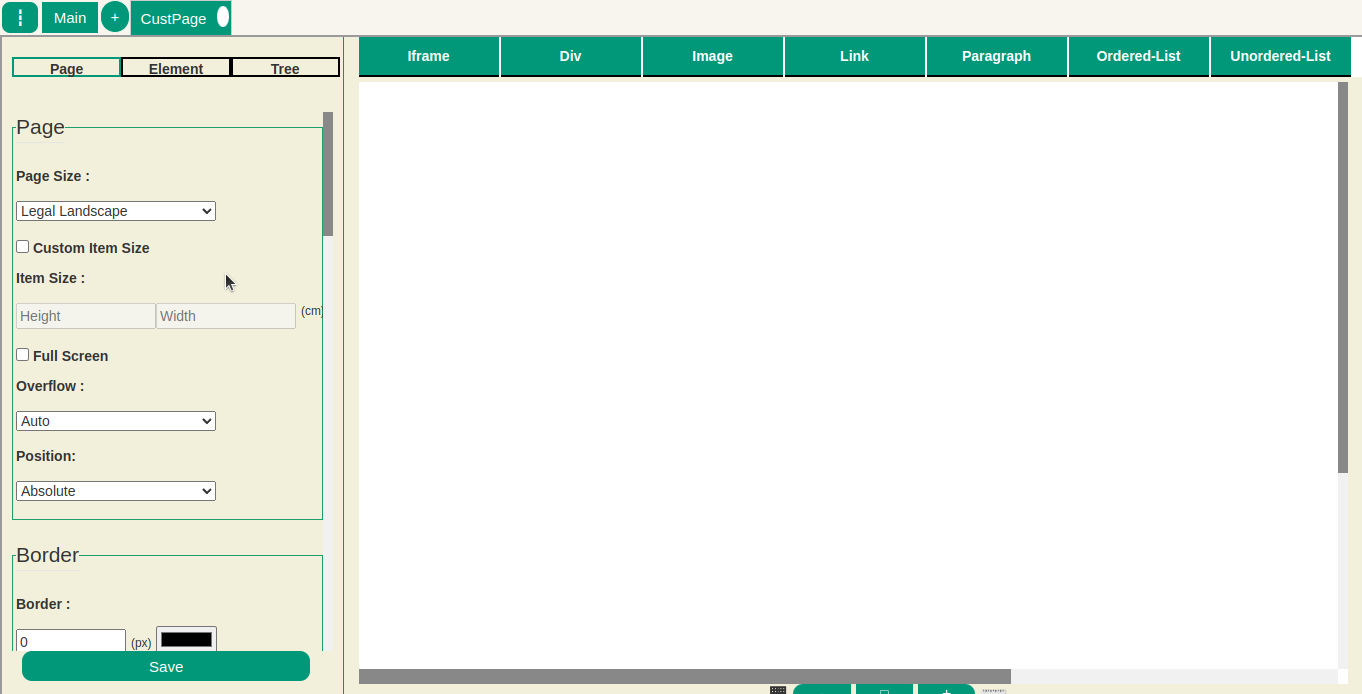 Main + CustPage
Page Element Tree
Iframe Div Image Link Paragraph Ordered-List Unordered-List
Page
Page Size :
Legal Landscape
Custom Item Size
Item Size :
Height Width (cm)
Full Screen
Overflow :
Auto
Position:
Absolute
Border
Border :
0 (px)
Save